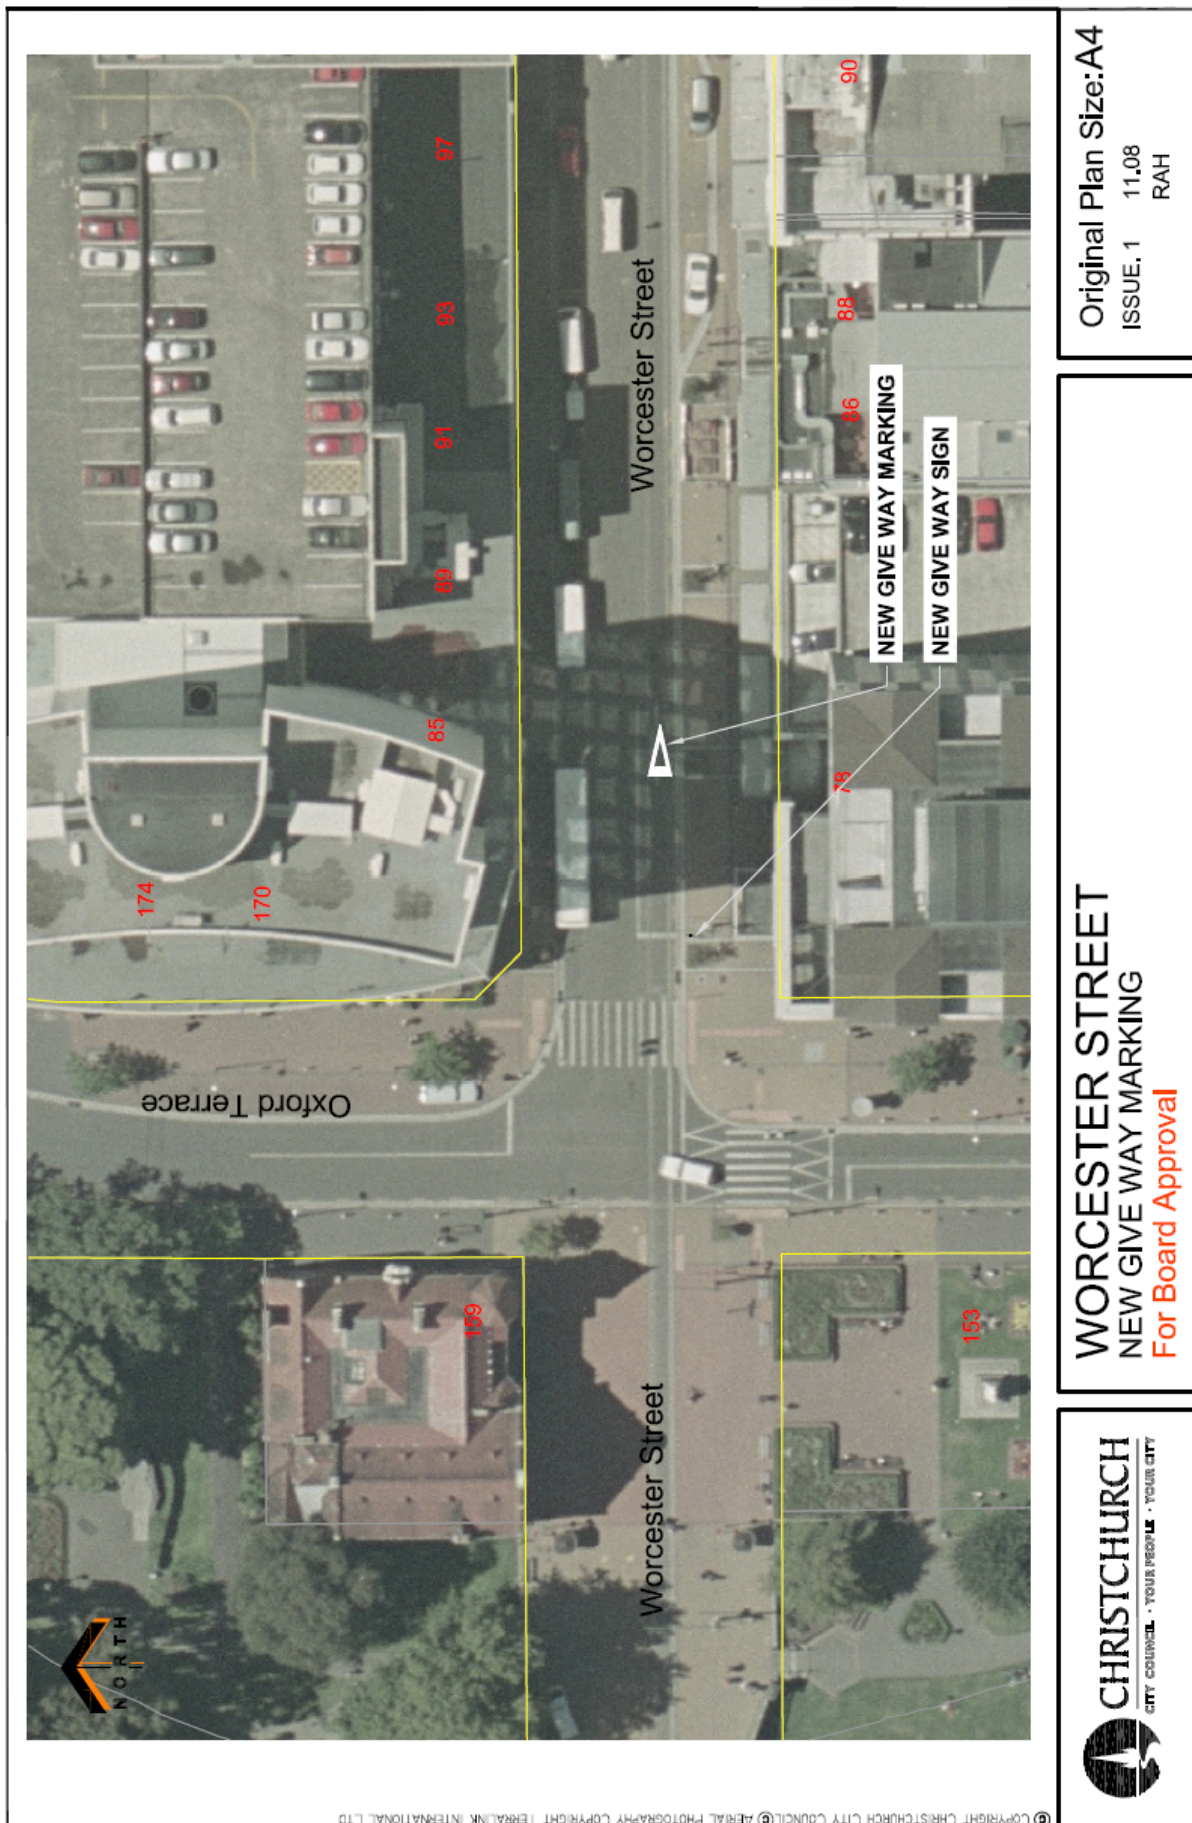 Original Plan Size:A4
ISSUE. 1 11.08
RAH
WORCESTER STREET
NEW GIVE WAY MARKING
For Board Approval
CHRISTCHURCH
CITY COUNCIL · YOUR PEOPLE · YOUR CITY
NORTH
Worcester Street
Worcester Street
Oxford Terrace
NEW GIVE WAY MARKING
NEW GIVE WAY SIGN
174
170
159
85
89
91
93
97
153
78
86
88
90
© COPYRIGHT CHRISTCHURCH CITY COUNCIL © AERIAL PHOTOGRAPHY COPYRIGHT TERRALINK INTERNATIONAL LTD